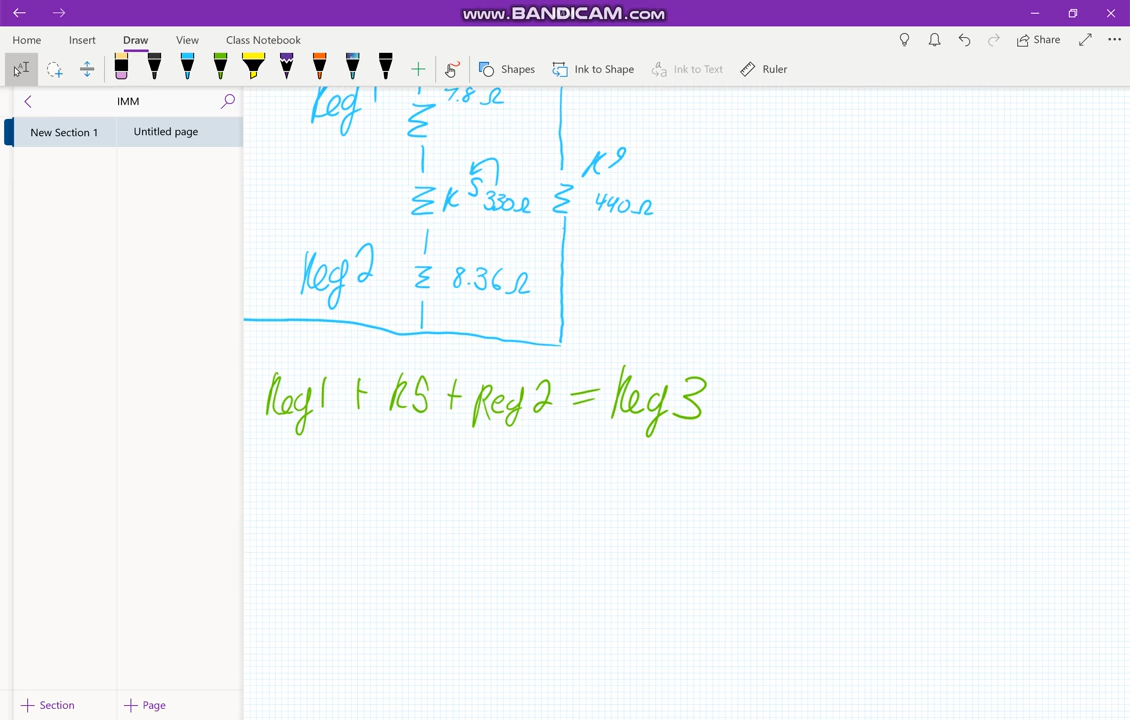 www.BANDICAM.com
Home Insert Draw View Class Notebook
Shapes Ink to Shape Ink to Text Ruler Share
IMM
New Section 1 Untitled page
Req 1 7.8 Ω
R9
R5 330Ω 440Ω
Req 2 8.36 Ω
Req 1 + R5 + Req 2 = Req 3
Section Page